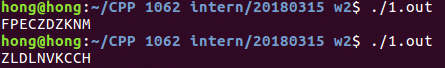 hong@hong:~/CPP 1062 intern/20180315 w2$ ./1.out
FPECZDZKNM
hong@hong:~/CPP 1062 intern/20180315 w2$ ./1.out
ZLDLNVKCCH